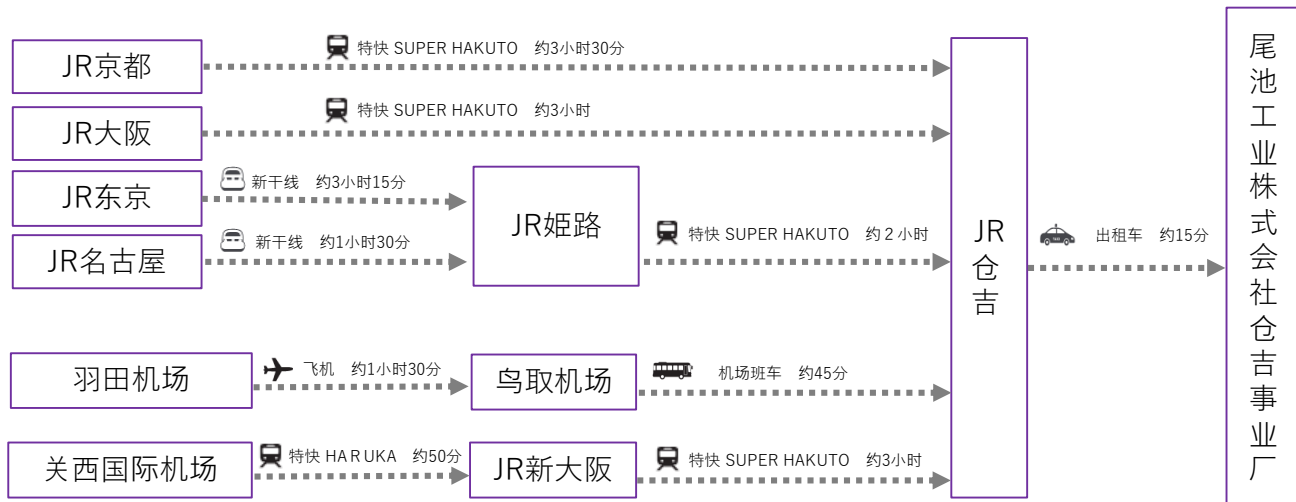 JR京都
特快 SUPER HAKUTO 约3小时30分
JR大阪
特快 SUPER HAKUTO 约3小时
JR东京
新干线 约3小时15分
JR名古屋
新干线 约1小时30分
JR姫路
特快 SUPER HAKUTO 约２小时
羽田机场
飞机 约1小时30分
鸟取机场
机场班车 约45分
关西国际机场
特快 HARUKA 约50分
JR新大阪
特快 SUPER HAKUTO 约3小时
JR
仓吉
TAXI
出租车 约15分
尾池工业株式会社仓吉事业厂